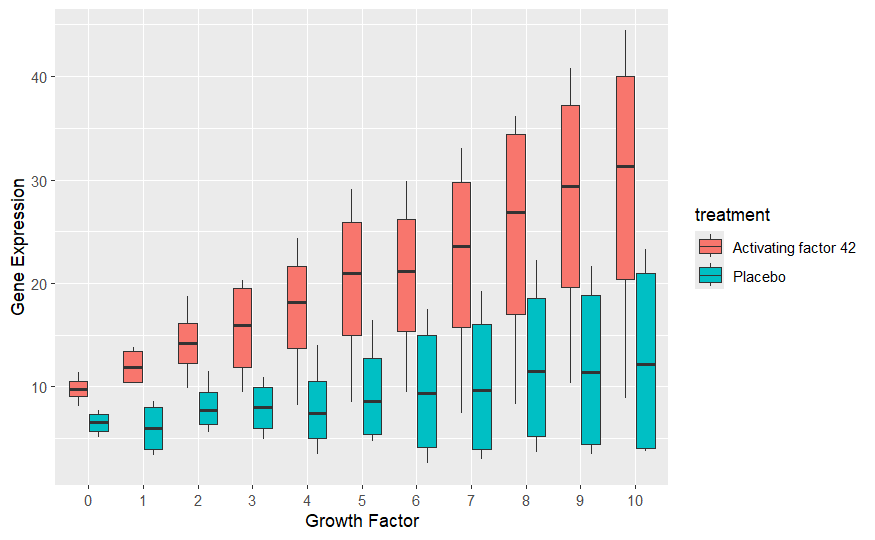 40
30
20
10
Gene Expression
0 1 2 3 4 5 6 7 8 9 10
Growth Factor
treatment
Activating factor 42
Placebo